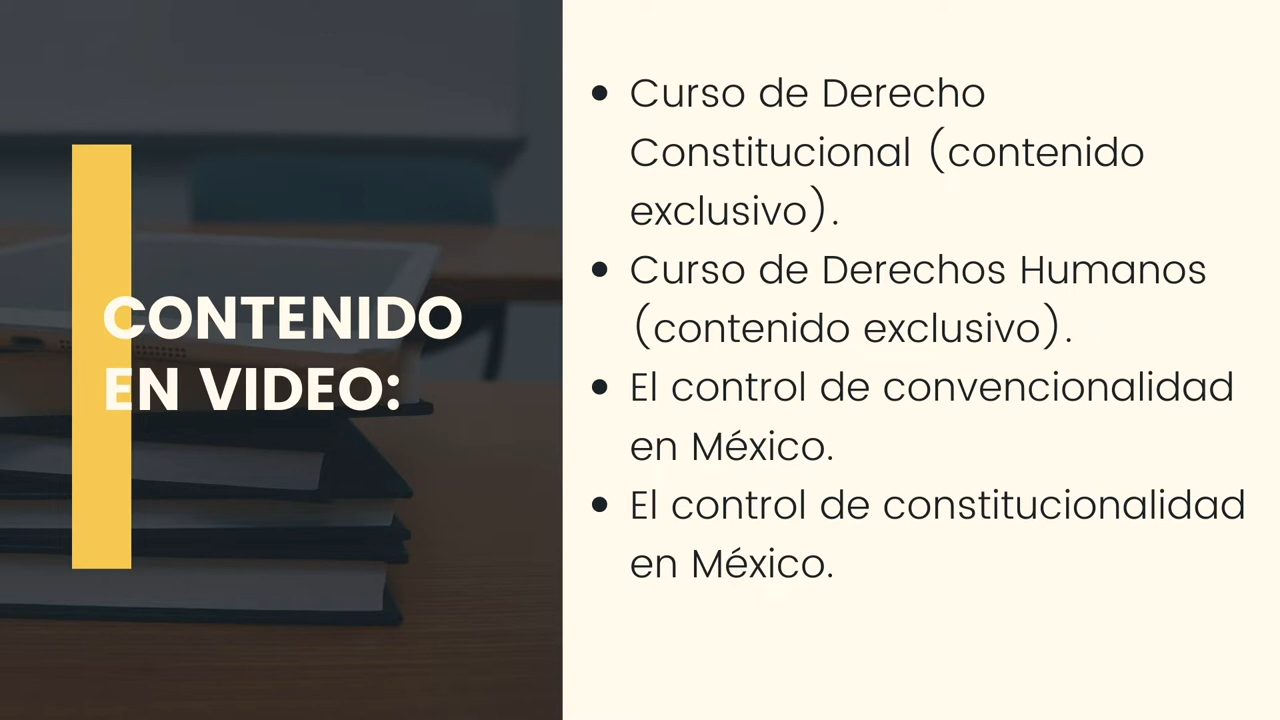 CONTENIDO
EN VIDEO:
• Curso de Derecho
Constitucional (contenido
exclusivo).
• Curso de Derechos Humanos
(contenido exclusivo).
• El control de convencionalidad
en México.
• El control de constitucionalidad
en México.